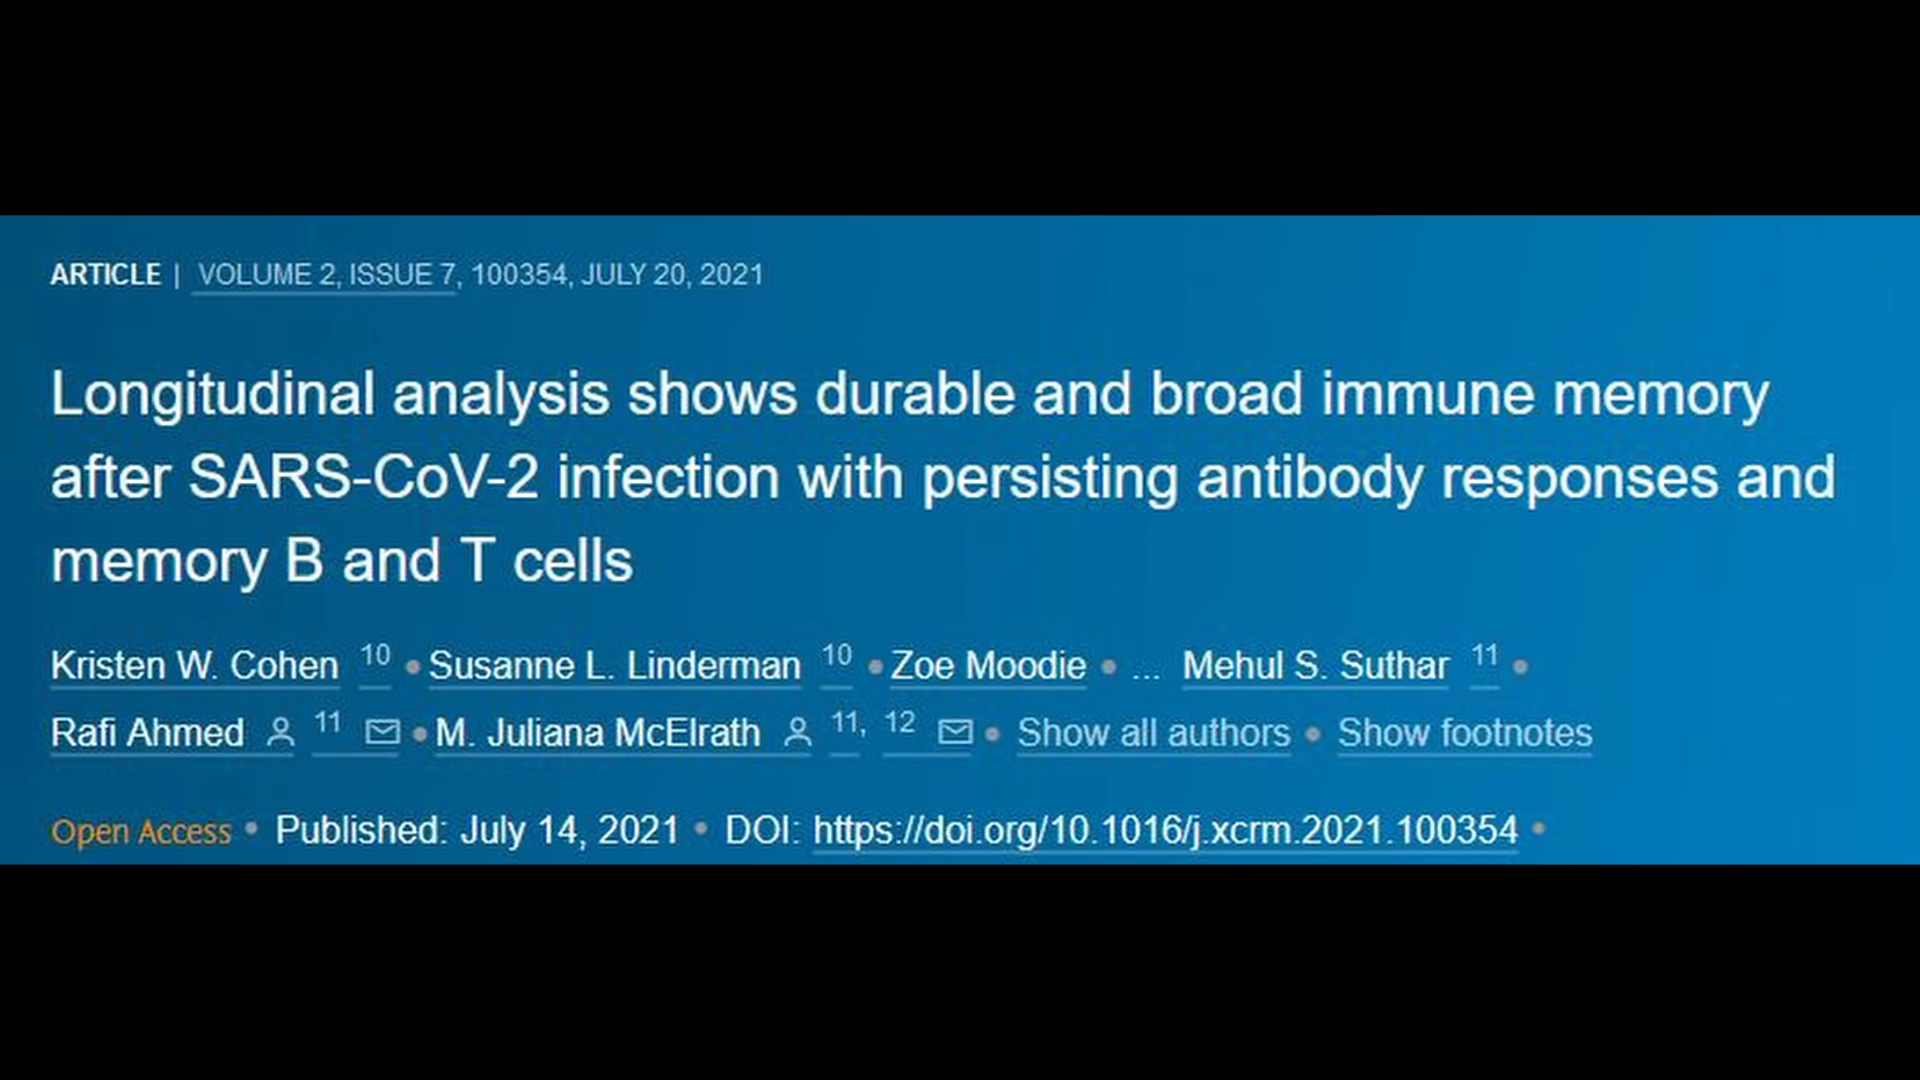 ARTICLE | VOLUME 2, ISSUE 7, 100354, JULY 20, 2021
Longitudinal analysis shows durable and broad immune memory
after SARS-CoV-2 infection with persisting antibody responses and
memory B and T cells
Kristen W. Cohen 10 • Susanne L. Linderman 10 • Zoe Moodie • ... Mehul S. Suthar 11 •
Rafi Ahmed 11 • M. Juliana McElrath 11, 12 • Show all authors • Show footnotes
Open Access • Published: July 14, 2021 • DOI: https://doi.org/10.1016/j.xcrm.2021.100354 •